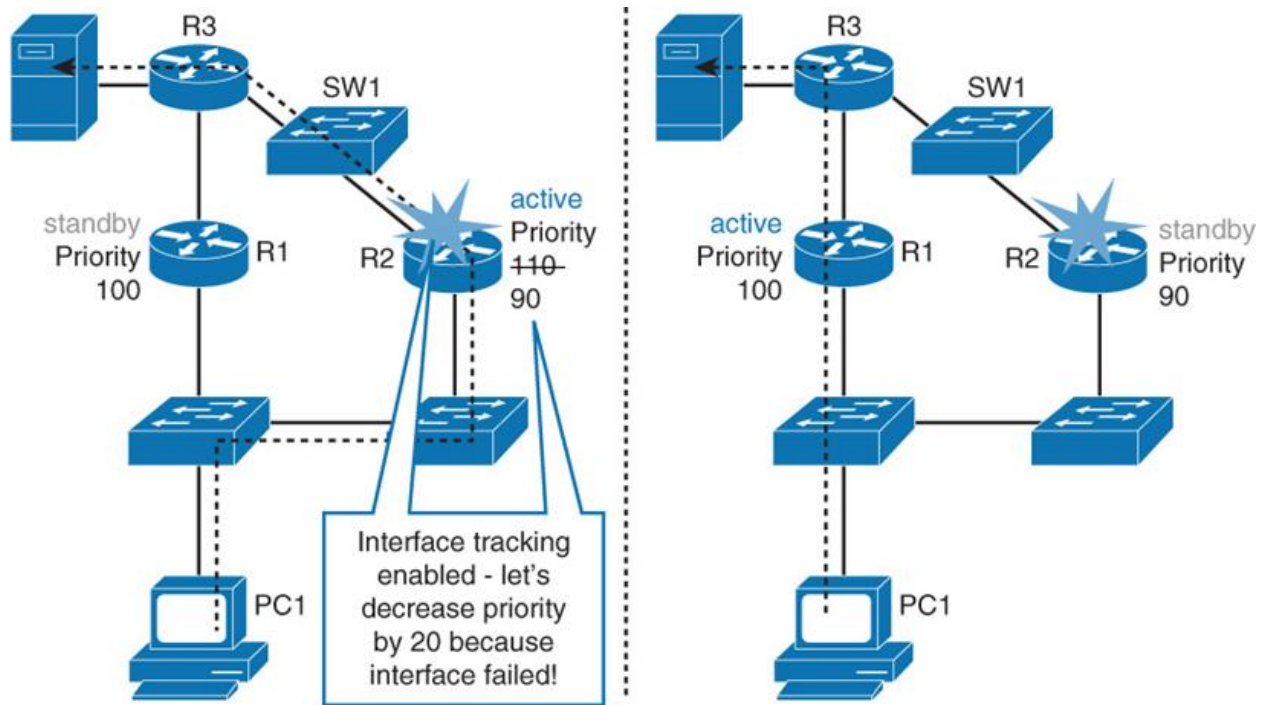 R3
SW1
standby
Priority
100
R1
R2
active
Priority
110
90
Interface tracking
enabled - let's
decrease priority
by 20 because
interface failed!
PC1
R3
SW1
active
Priority
100
R1
R2
standby
Priority
90
PC1